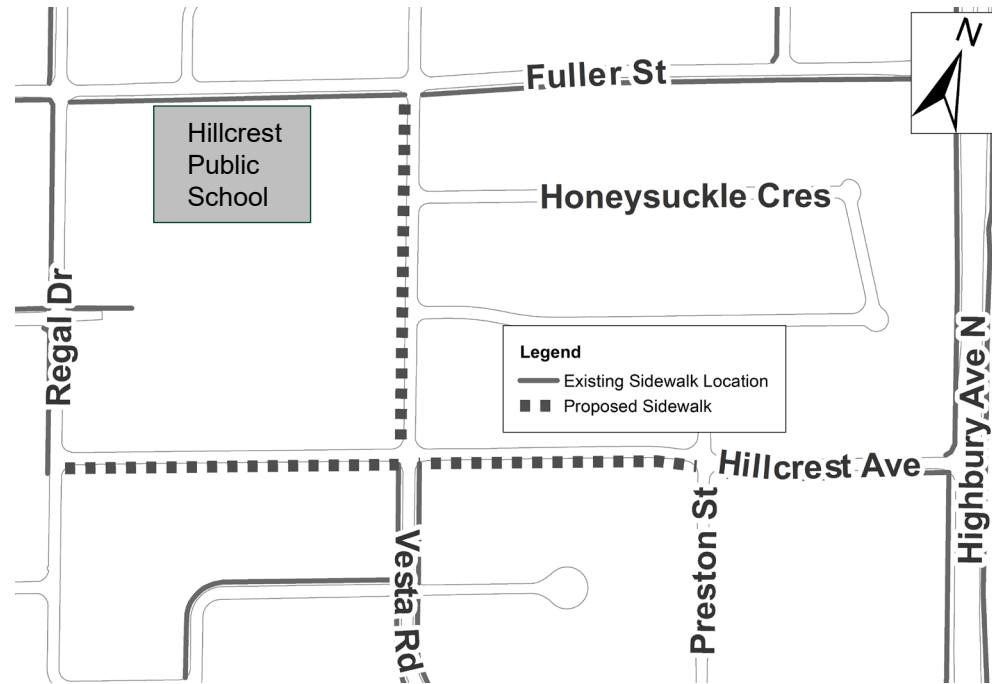 N
Fuller St
Hillcrest
Public
School
Honeysuckle Cres
Regal Dr
Legend
Existing Sidewalk Location
Proposed Sidewalk
Highbury Ave N
Hillcrest Ave
Vesta Rd
Preston St